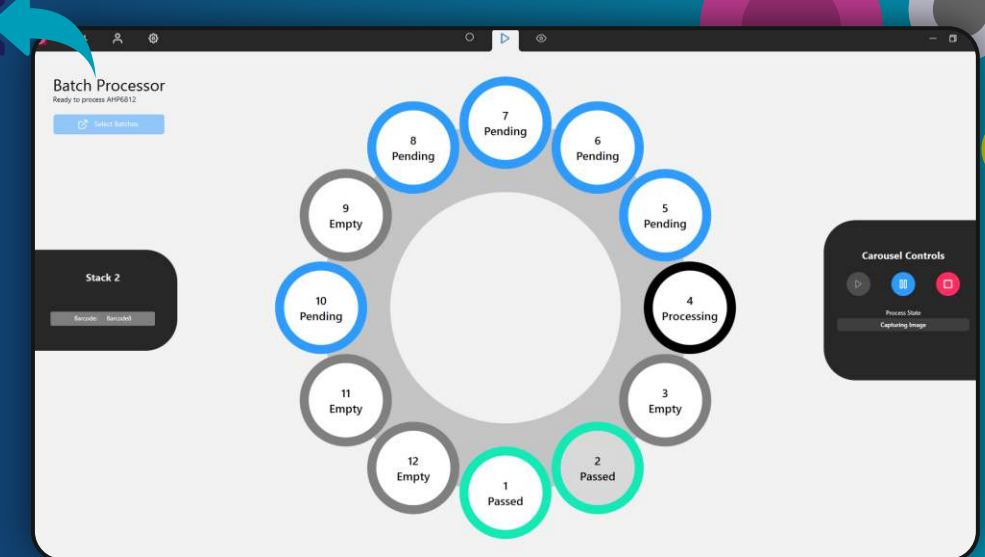 Batch Processor
Ready to process AHP6812
Select Batches
7
Pending
8
Pending
6
Pending
9
Empty
5
Pending
Stack 2
Barcode: Barcode8
10
Pending
4
Processing
Carousel Controls
Process State
Capturing Image
11
Empty
3
Empty
12
Empty
2
Passed
1
Passed